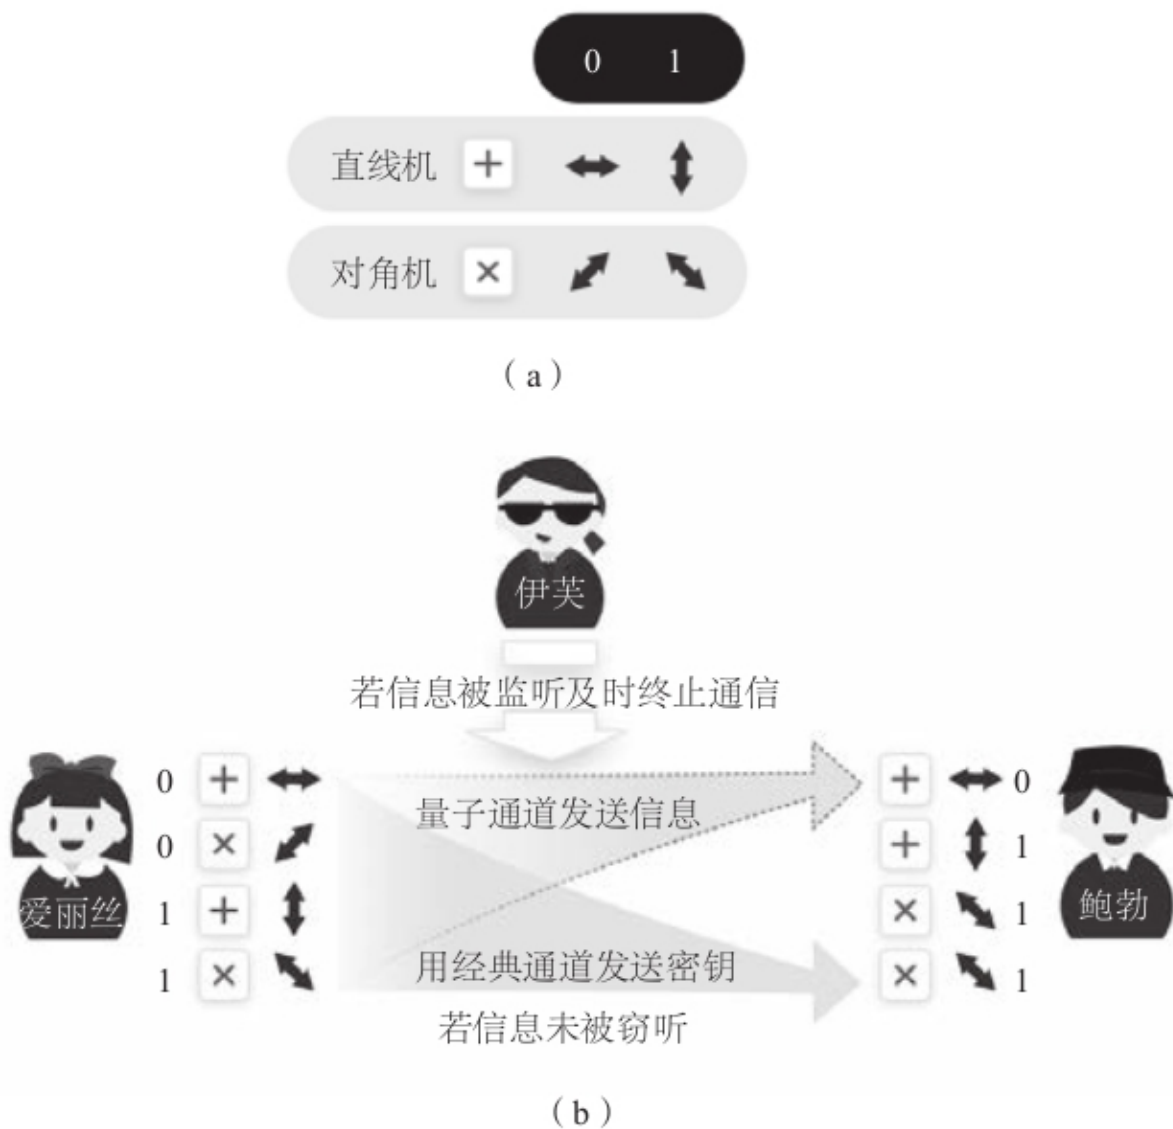 0 1
直线机 +
对角机 ×
（a）
伊芙
若信息被监听及时终止通信
0 + + 0
量子通道发送信息
0 × + 1
爱丽丝 1 + × 1 鲍勃
用经典通道发送密钥
1 × × 1
若信息未被窃听
（b）